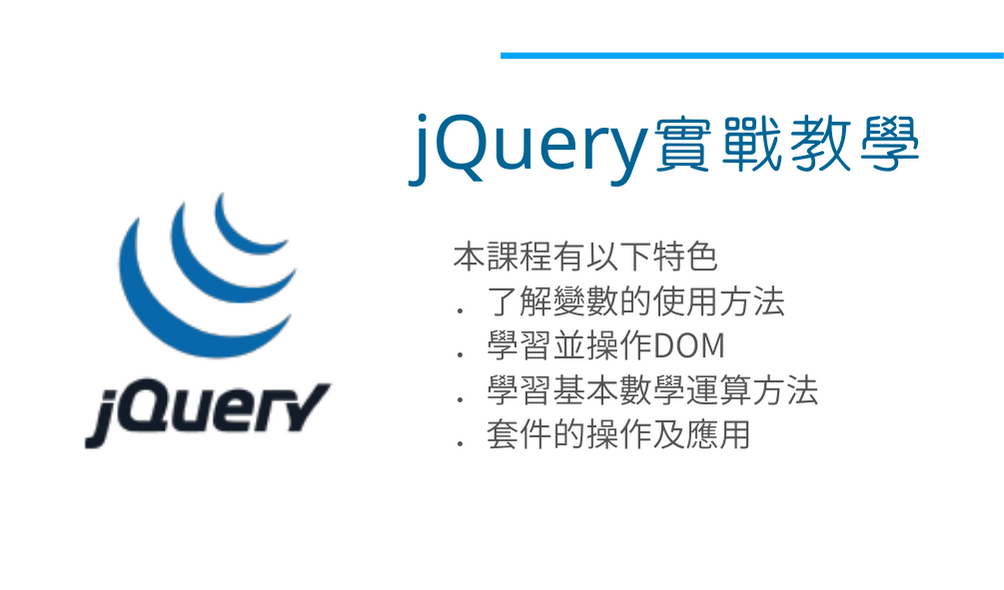 jQuery實戰教學
jQuery
本課程有以下特色
．了解變數的使用方法
．學習並操作DOM
．學習基本數學運算方法
．套件的操作及應用